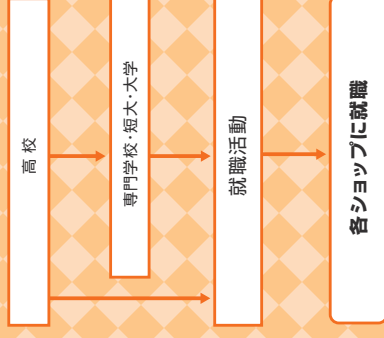 高校
専門学校・短大・大学
就職活動
各ショップに就職